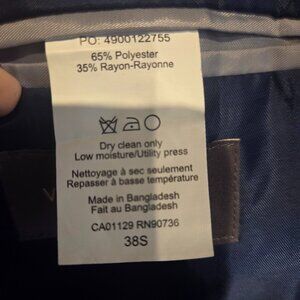 PO: 4900122755
65% Polyester
35% Rayon-Rayonne
Dry clean only
Low moisture/Utility press
Nettoyage à sec seulement
Repasser à basse température
Made in Bangladesh
Fait au Bangladesh
CA01129 RN90736
38S